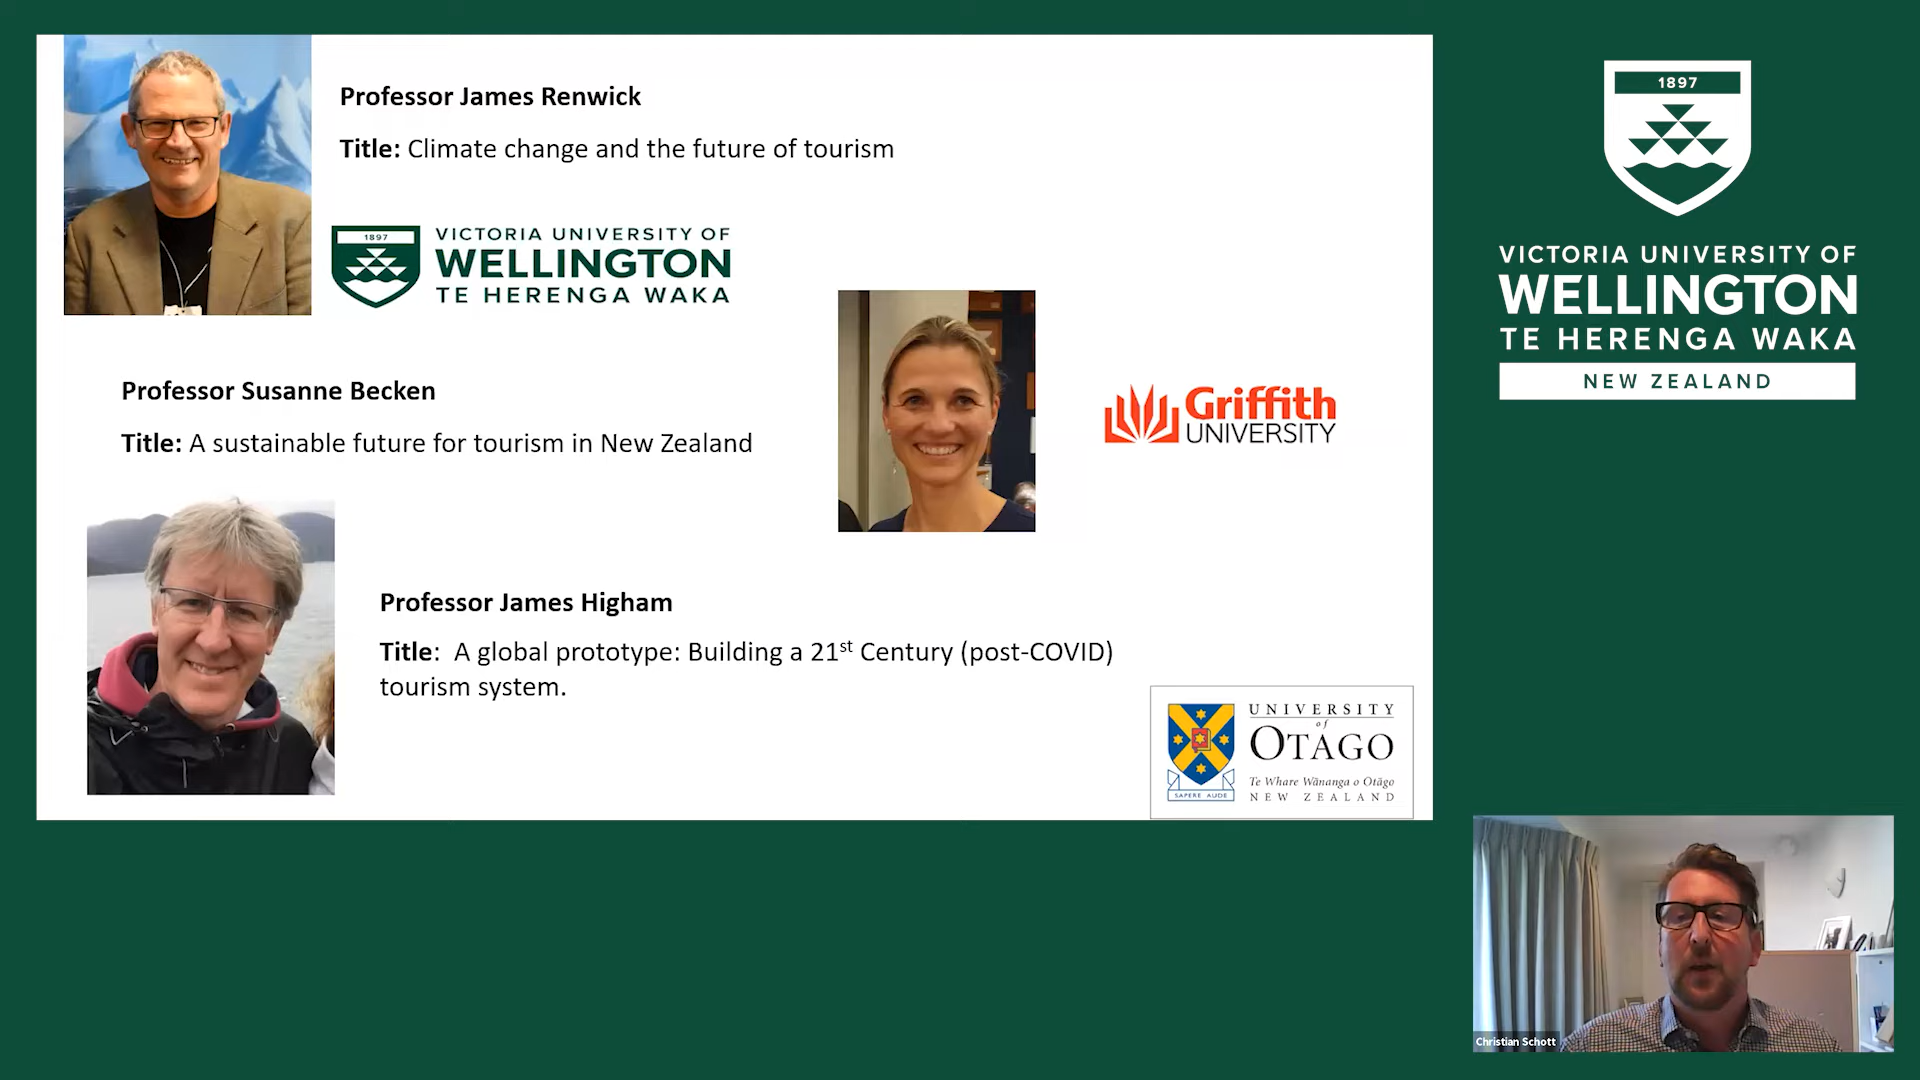 Professor James Renwick
Title: Climate change and the future of tourism
1897
VICTORIA UNIVERSITY OF
WELLINGTON
TE HERENGA WAKA
Professor Susanne Becken
Title: A sustainable future for tourism in New Zealand
Griffith
UNIVERSITY
Professor James Higham
Title: A global prototype: Building a 21st Century (post-COVID)
tourism system.
UNIVERSITY
of
OTAGO
Te Whare Wānanga o Otāgo
NEW ZEALAND
SAPERE AUDE
1897
VICTORIA UNIVERSITY OF
WELLINGTON
TE HERENGA WAKA
NEW ZEALAND
Christian Schott